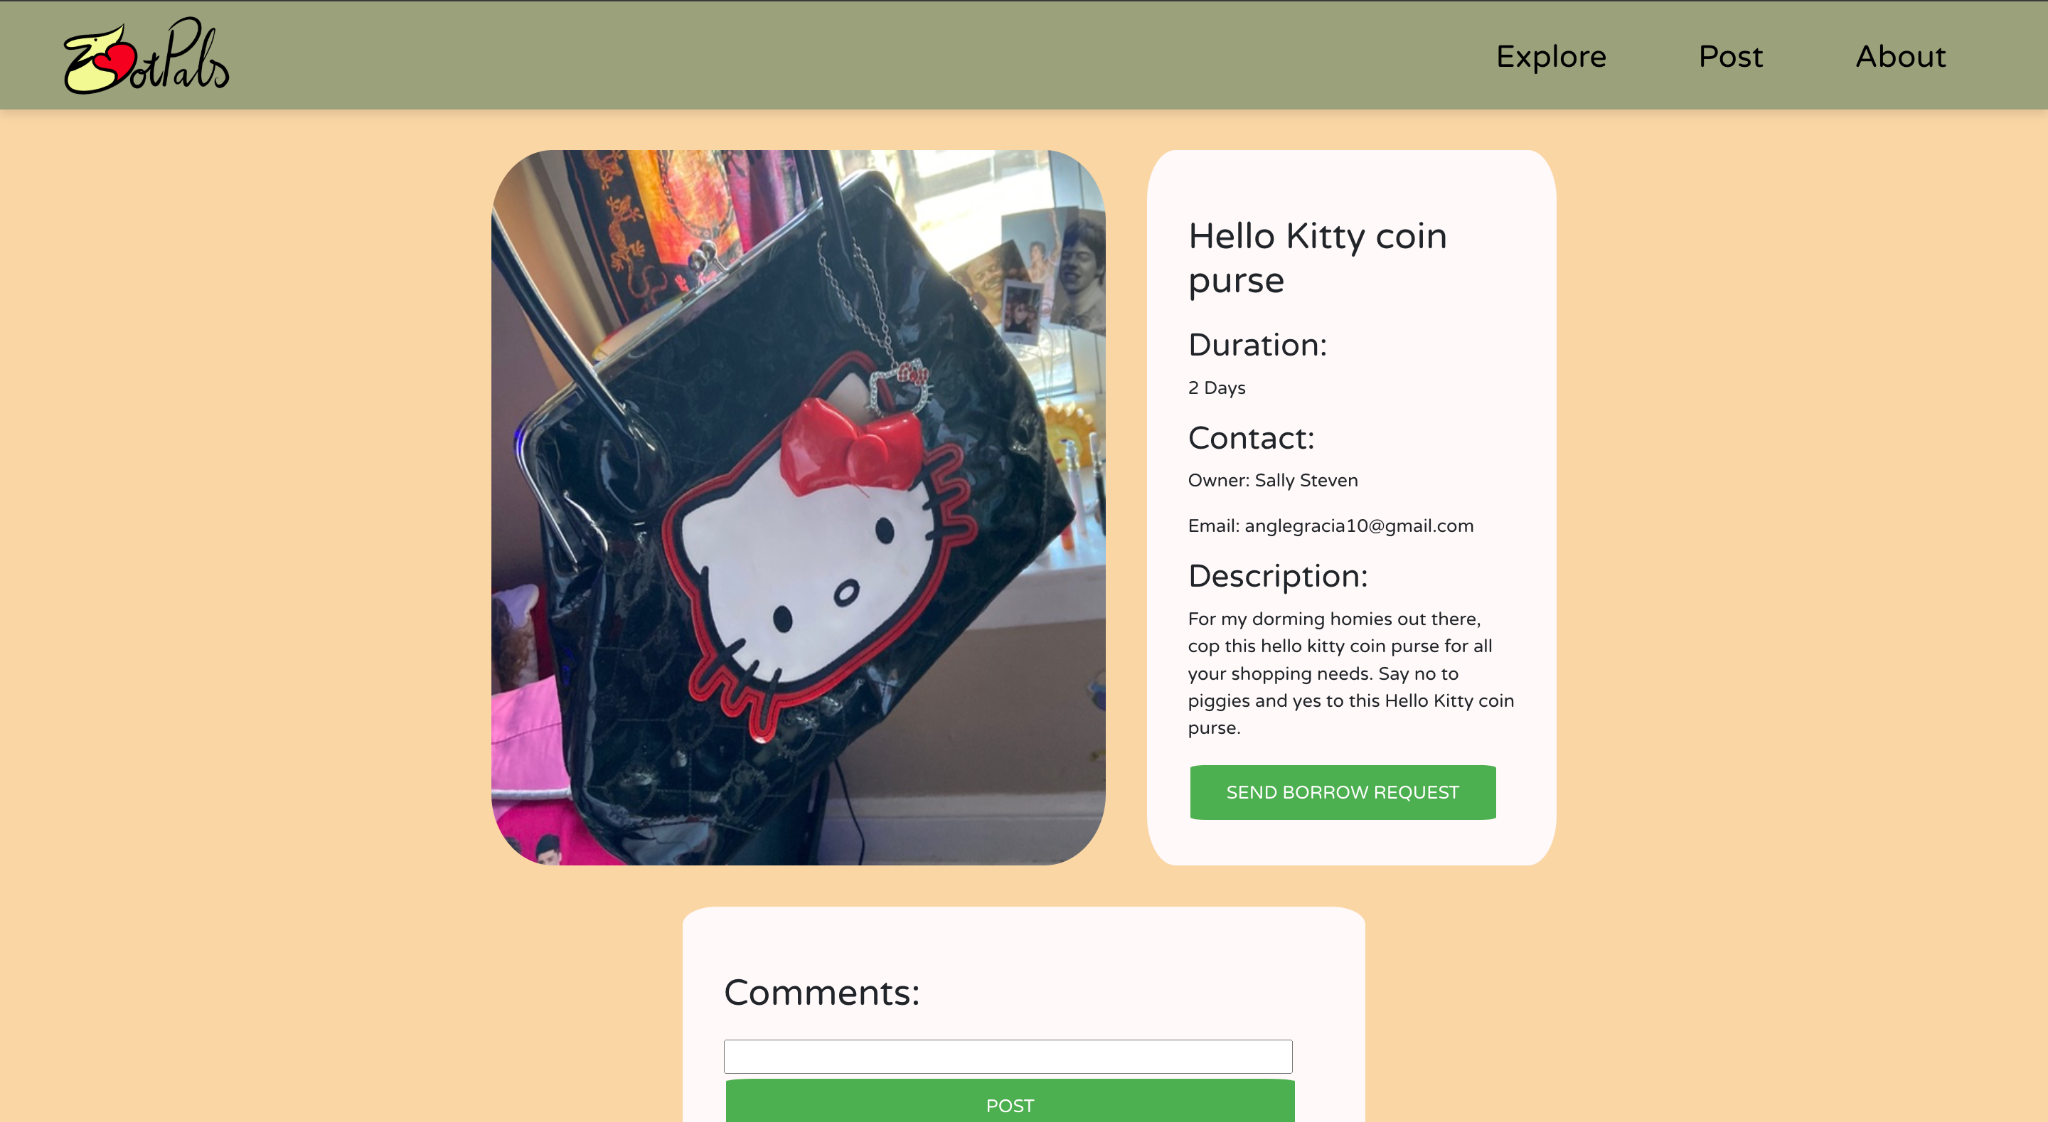 ZotPals
Explore
Post
About
Hello Kitty coin
purse
Duration:
2 Days
Contact:
Owner: Sally Steven
Email: anglegracia10@gmail.com
Description:
For my dorming homies out there,
cop this hello kitty coin purse for all
your shopping needs. Say no to
piggies and yes to this Hello Kitty coin
purse.
SEND BORROW REQUEST
Comments:
POST